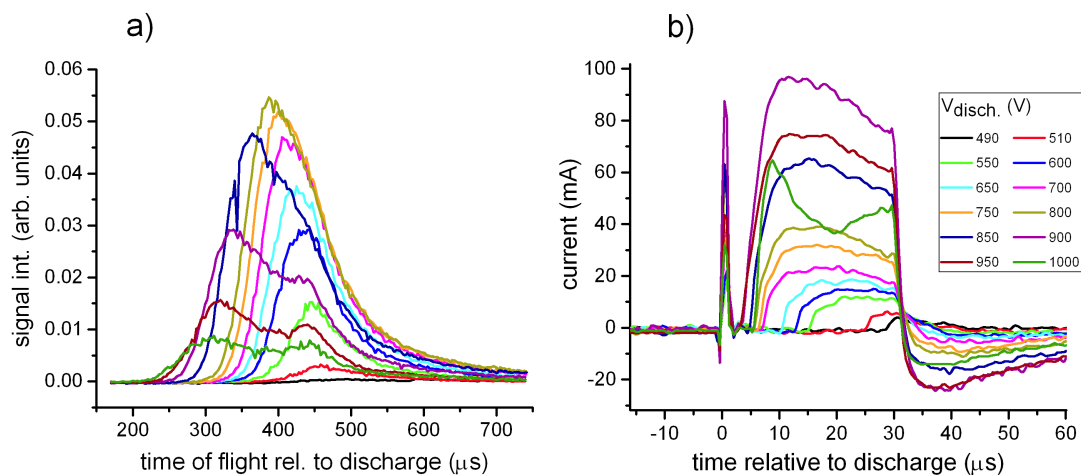 a)
signal int. (arb. units)
0.06
0.05
0.04
0.03
0.02
0.01
0.00
200 300 400 500 600 700
time of flight rel. to discharge (μs)
b)
current (mA)
100
80
60
40
20
0
-20
-10 0 10 20 30 40 50 60
time relative to discharge (μs)
Vdisch. (V)
490 510
550 600
650 700
750 800
850 900
950 1000